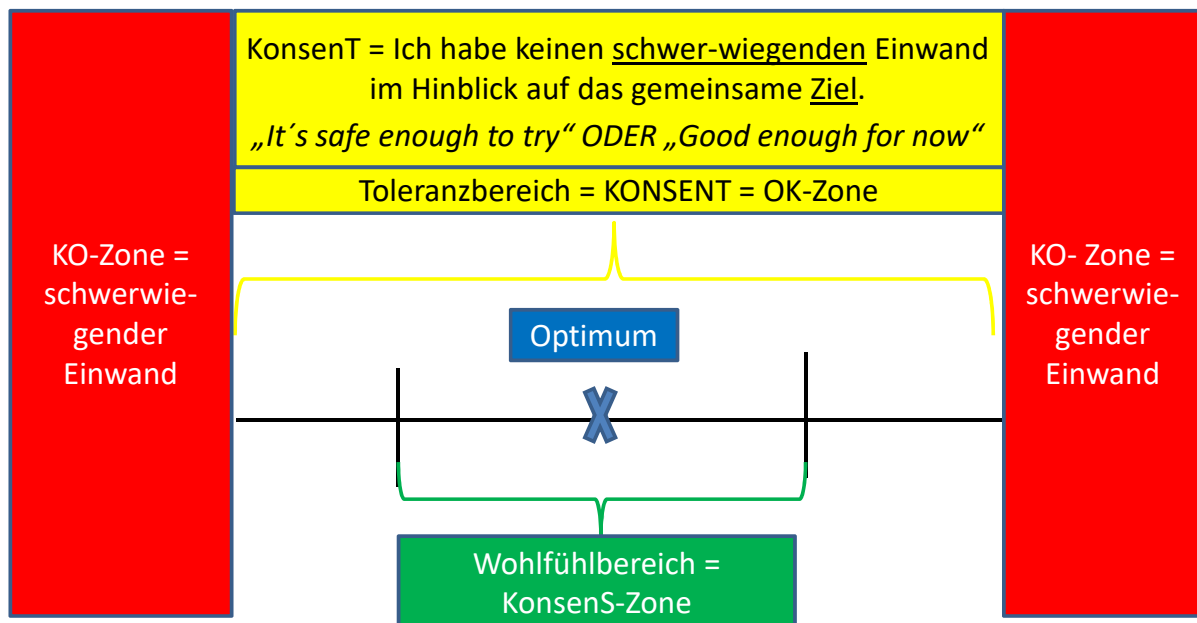 KonsenT = Ich habe keinen schwer-wiegenden Einwand
im Hinblick auf das gemeinsame Ziel.
„It´s safe enough to try“ ODER „Good enough for now“
Toleranzbereich = KONSENT = OK-Zone
KO-Zone =
schwerwie-
gender
Einwand
KO- Zone =
schwerwie-
gender
Einwand
Optimum
X
Wohlfühlbereich =
KonsenS-Zone